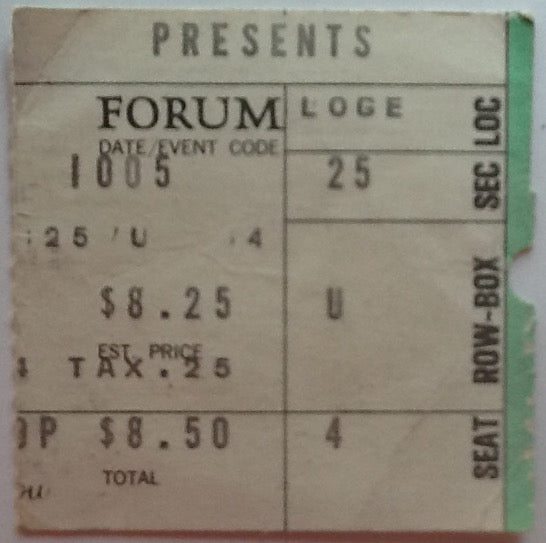 PRESENTS
FORUM LOGE LOC
DATE/EVENT CODE
1005 25 SEC
25 / U 4
$8.25 U ROW-BOX
EST. PRICE
TAX .25
P $8.50 4 SEAT
TOTAL